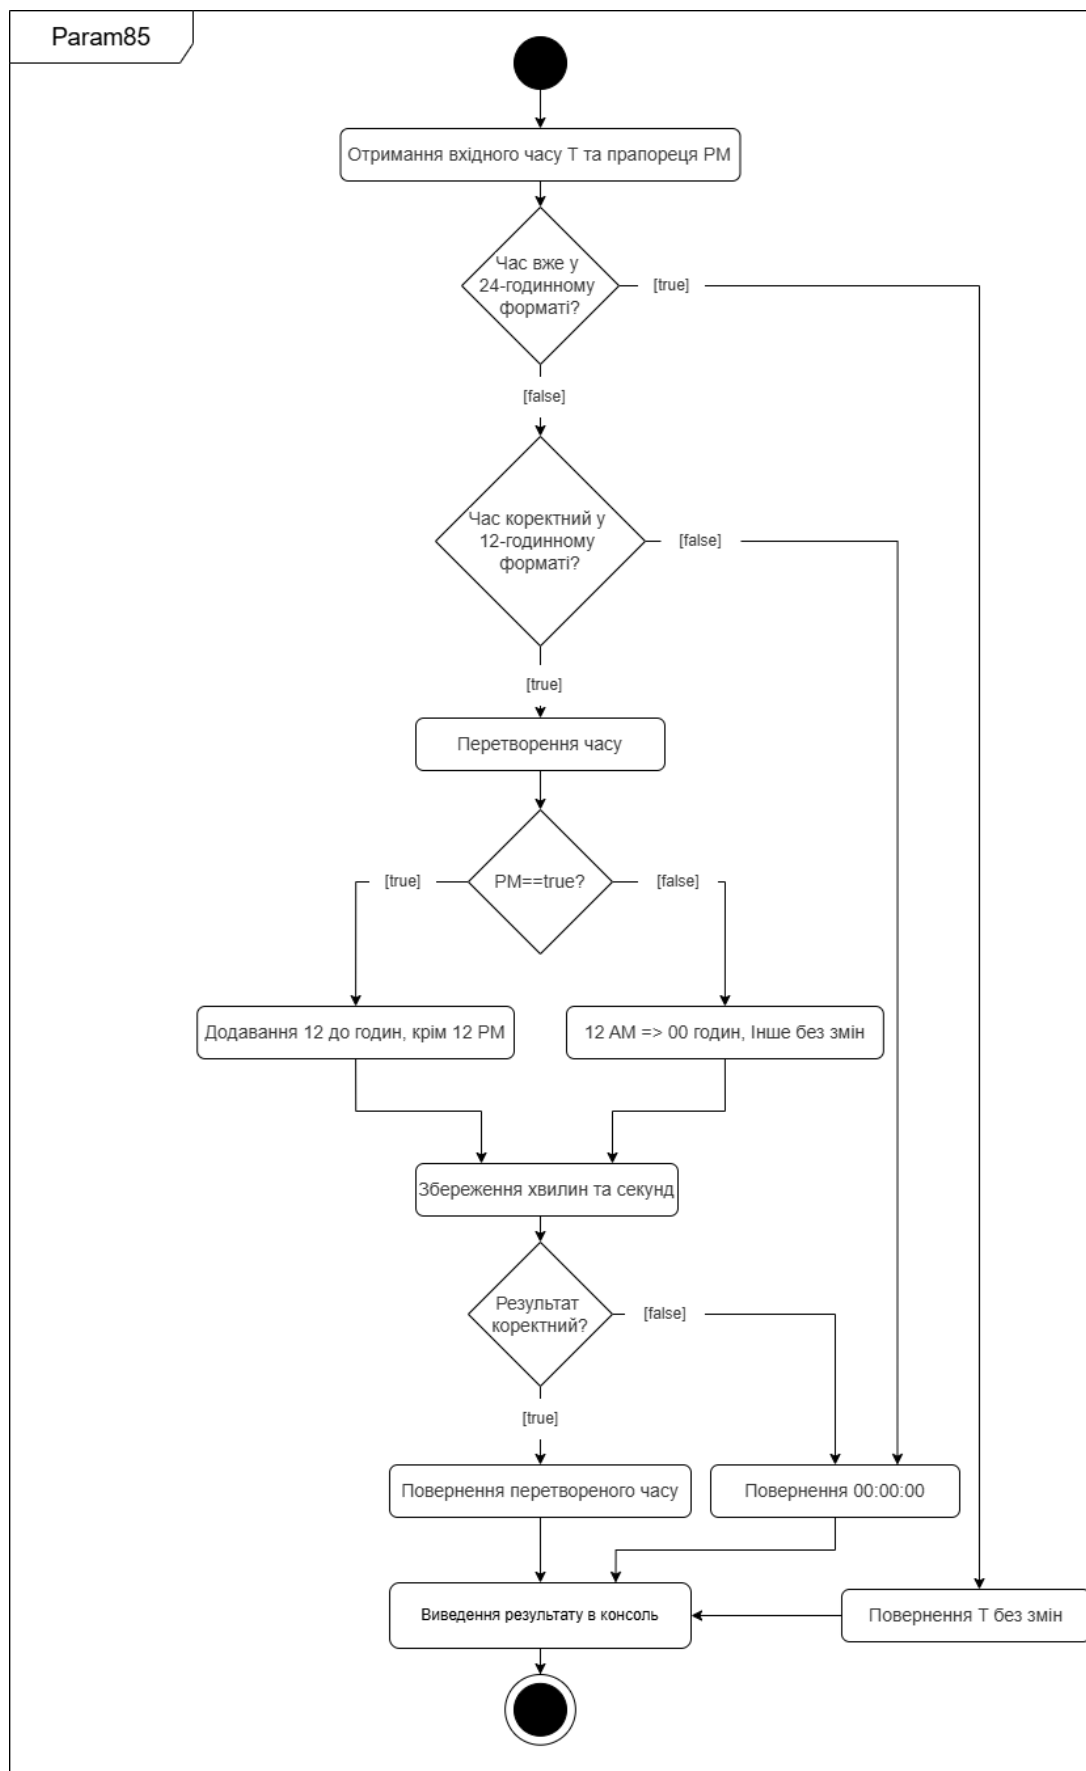 Param85
Отримання вхідного часу T та прапореця PM
Час вже у
24-годинному
форматі?
[true]
[false]
Час коректний у
12-годинному
форматі?
[false]
[true]
Перетворення часу
[true]
PM==true?
[false]
Додавання 12 до годин, крім 12 PM
12 AM => 00 годин, Інше без змін
Збереження хвилин та секунд
Результат
коректний?
[false]
[true]
Повернення перетвореного часу
Повернення 00:00:00
Виведення результату в консоль
Повернення T без змін